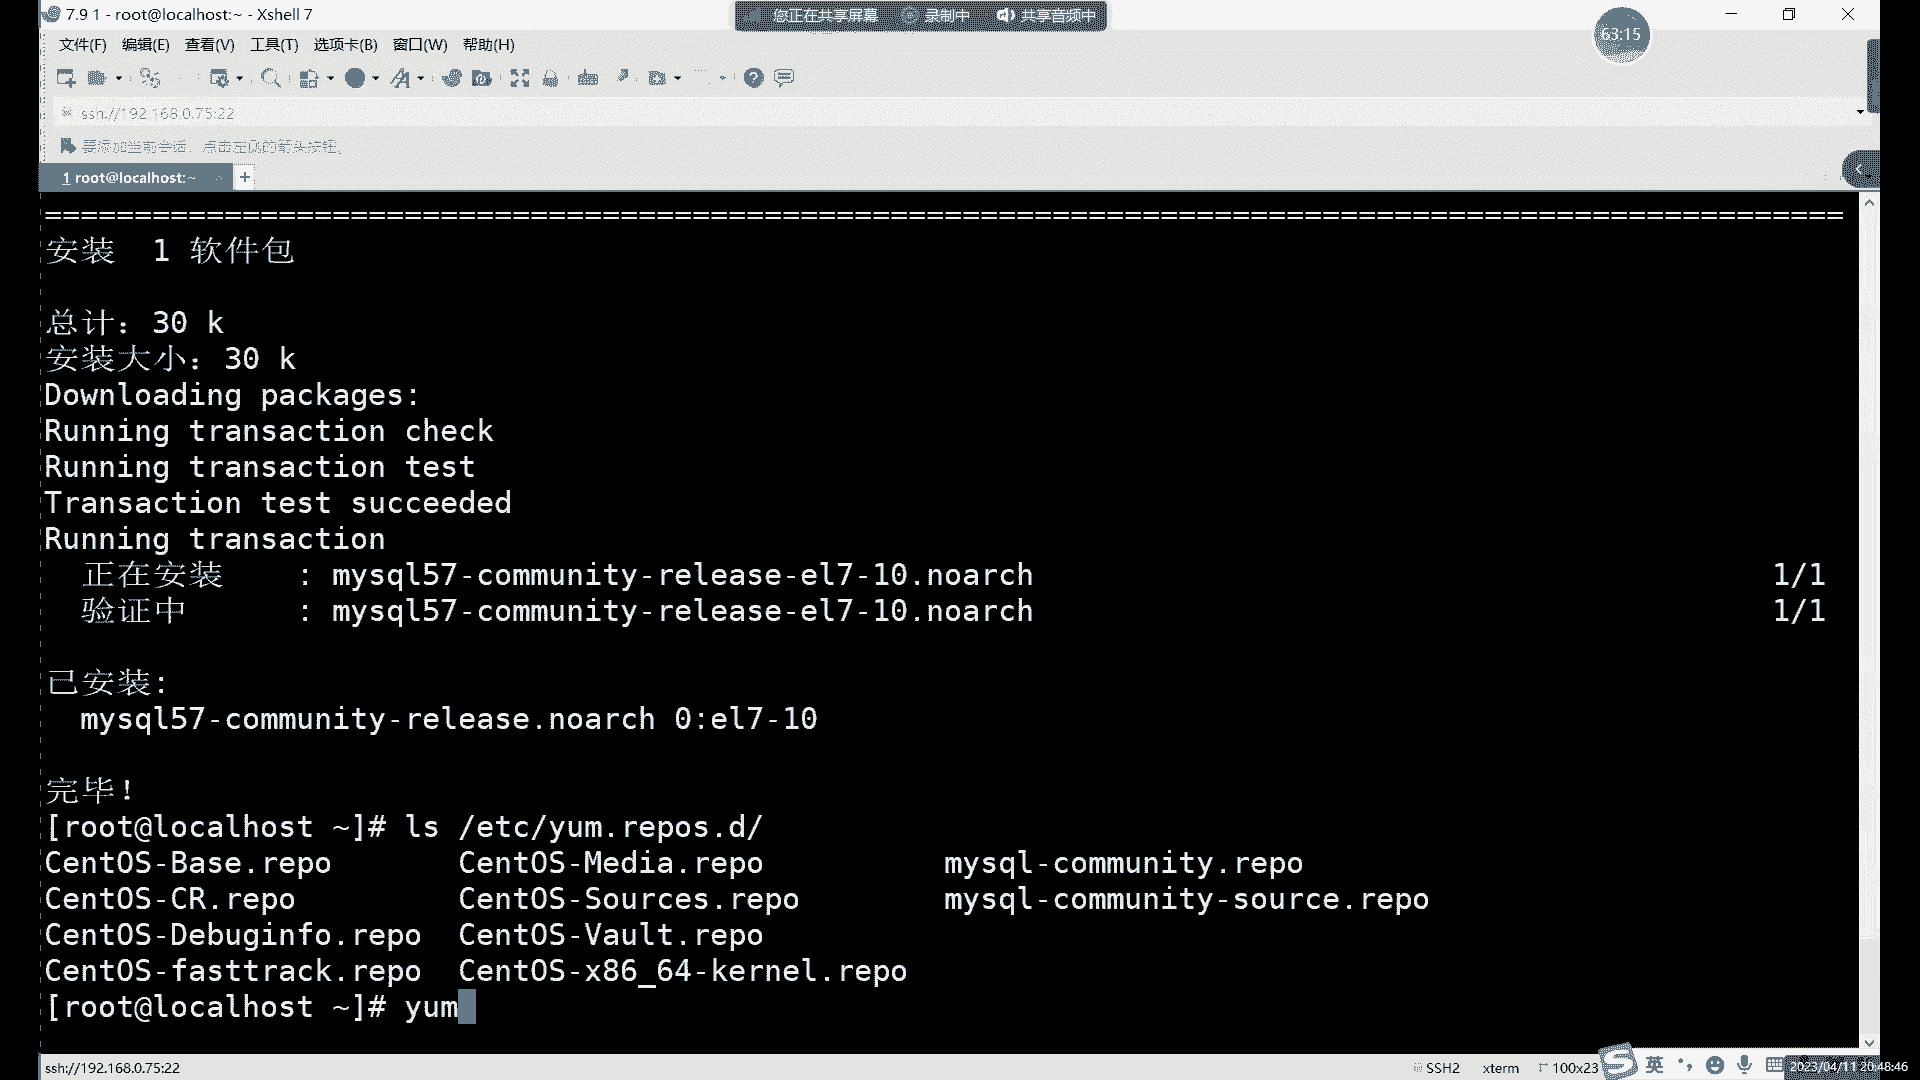 7.9 1 - root@localhost:~ - Xshell 7
您正在共享屏幕 录制中 共享音频中
63:15
文件(F) 编辑(E) 查看(V) 工具(T) 选项卡(B) 窗口(W) 帮助(H)
ssh://192.168.0.75:22
要添加当前会话，点击左侧的箭头按钮。
1 root@localhost:~
====================================================================================================
安装  1 软件包
总计：30 k
安装大小：30 k
Downloading packages:
Running transaction check
Running transaction test
Transaction test succeeded
Running transaction
正在安装    : mysql57-community-release-el7-10.noarch 1/1
验证中      : mysql57-community-release-el7-10.noarch 1/1
已安装:
mysql57-community-release.noarch 0:el7-10
完毕！
[root@localhost ~]# ls /etc/yum.repos.d/
CentOS-Base.repo CentOS-Media.repo mysql-community.repo
CentOS-CR.repo CentOS-Sources.repo mysql-community-source.repo
CentOS-Debuginfo.repo CentOS-Vault.repo
CentOS-fasttrack.repo CentOS-x86_64-kernel.repo
[root@localhost ~]# yum
ssh://192.168.0.75:22 SSH2 xterm 100x23 英 2023/04/11 20:48:46